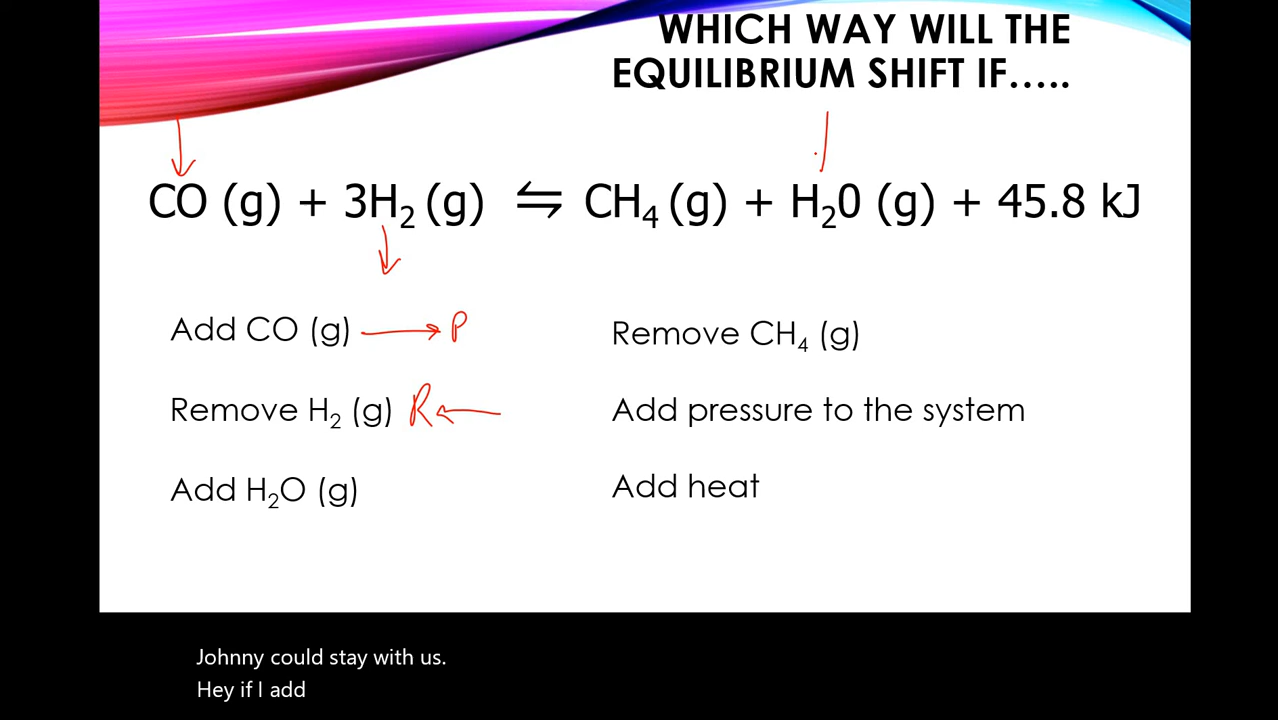 WHICH WAY WILL THE
EQUILIBRIUM SHIFT IF…..
CO (g) + 3H₂ (g) ⇋ CH₄ (g) + H₂0 (g) + 45.8 kJ
Add CO (g) → P
Remove H₂ (g) R ←
Add H₂O (g)
Remove CH₄ (g)
Add pressure to the system
Add heat
Johnny could stay with us.
Hey if I add